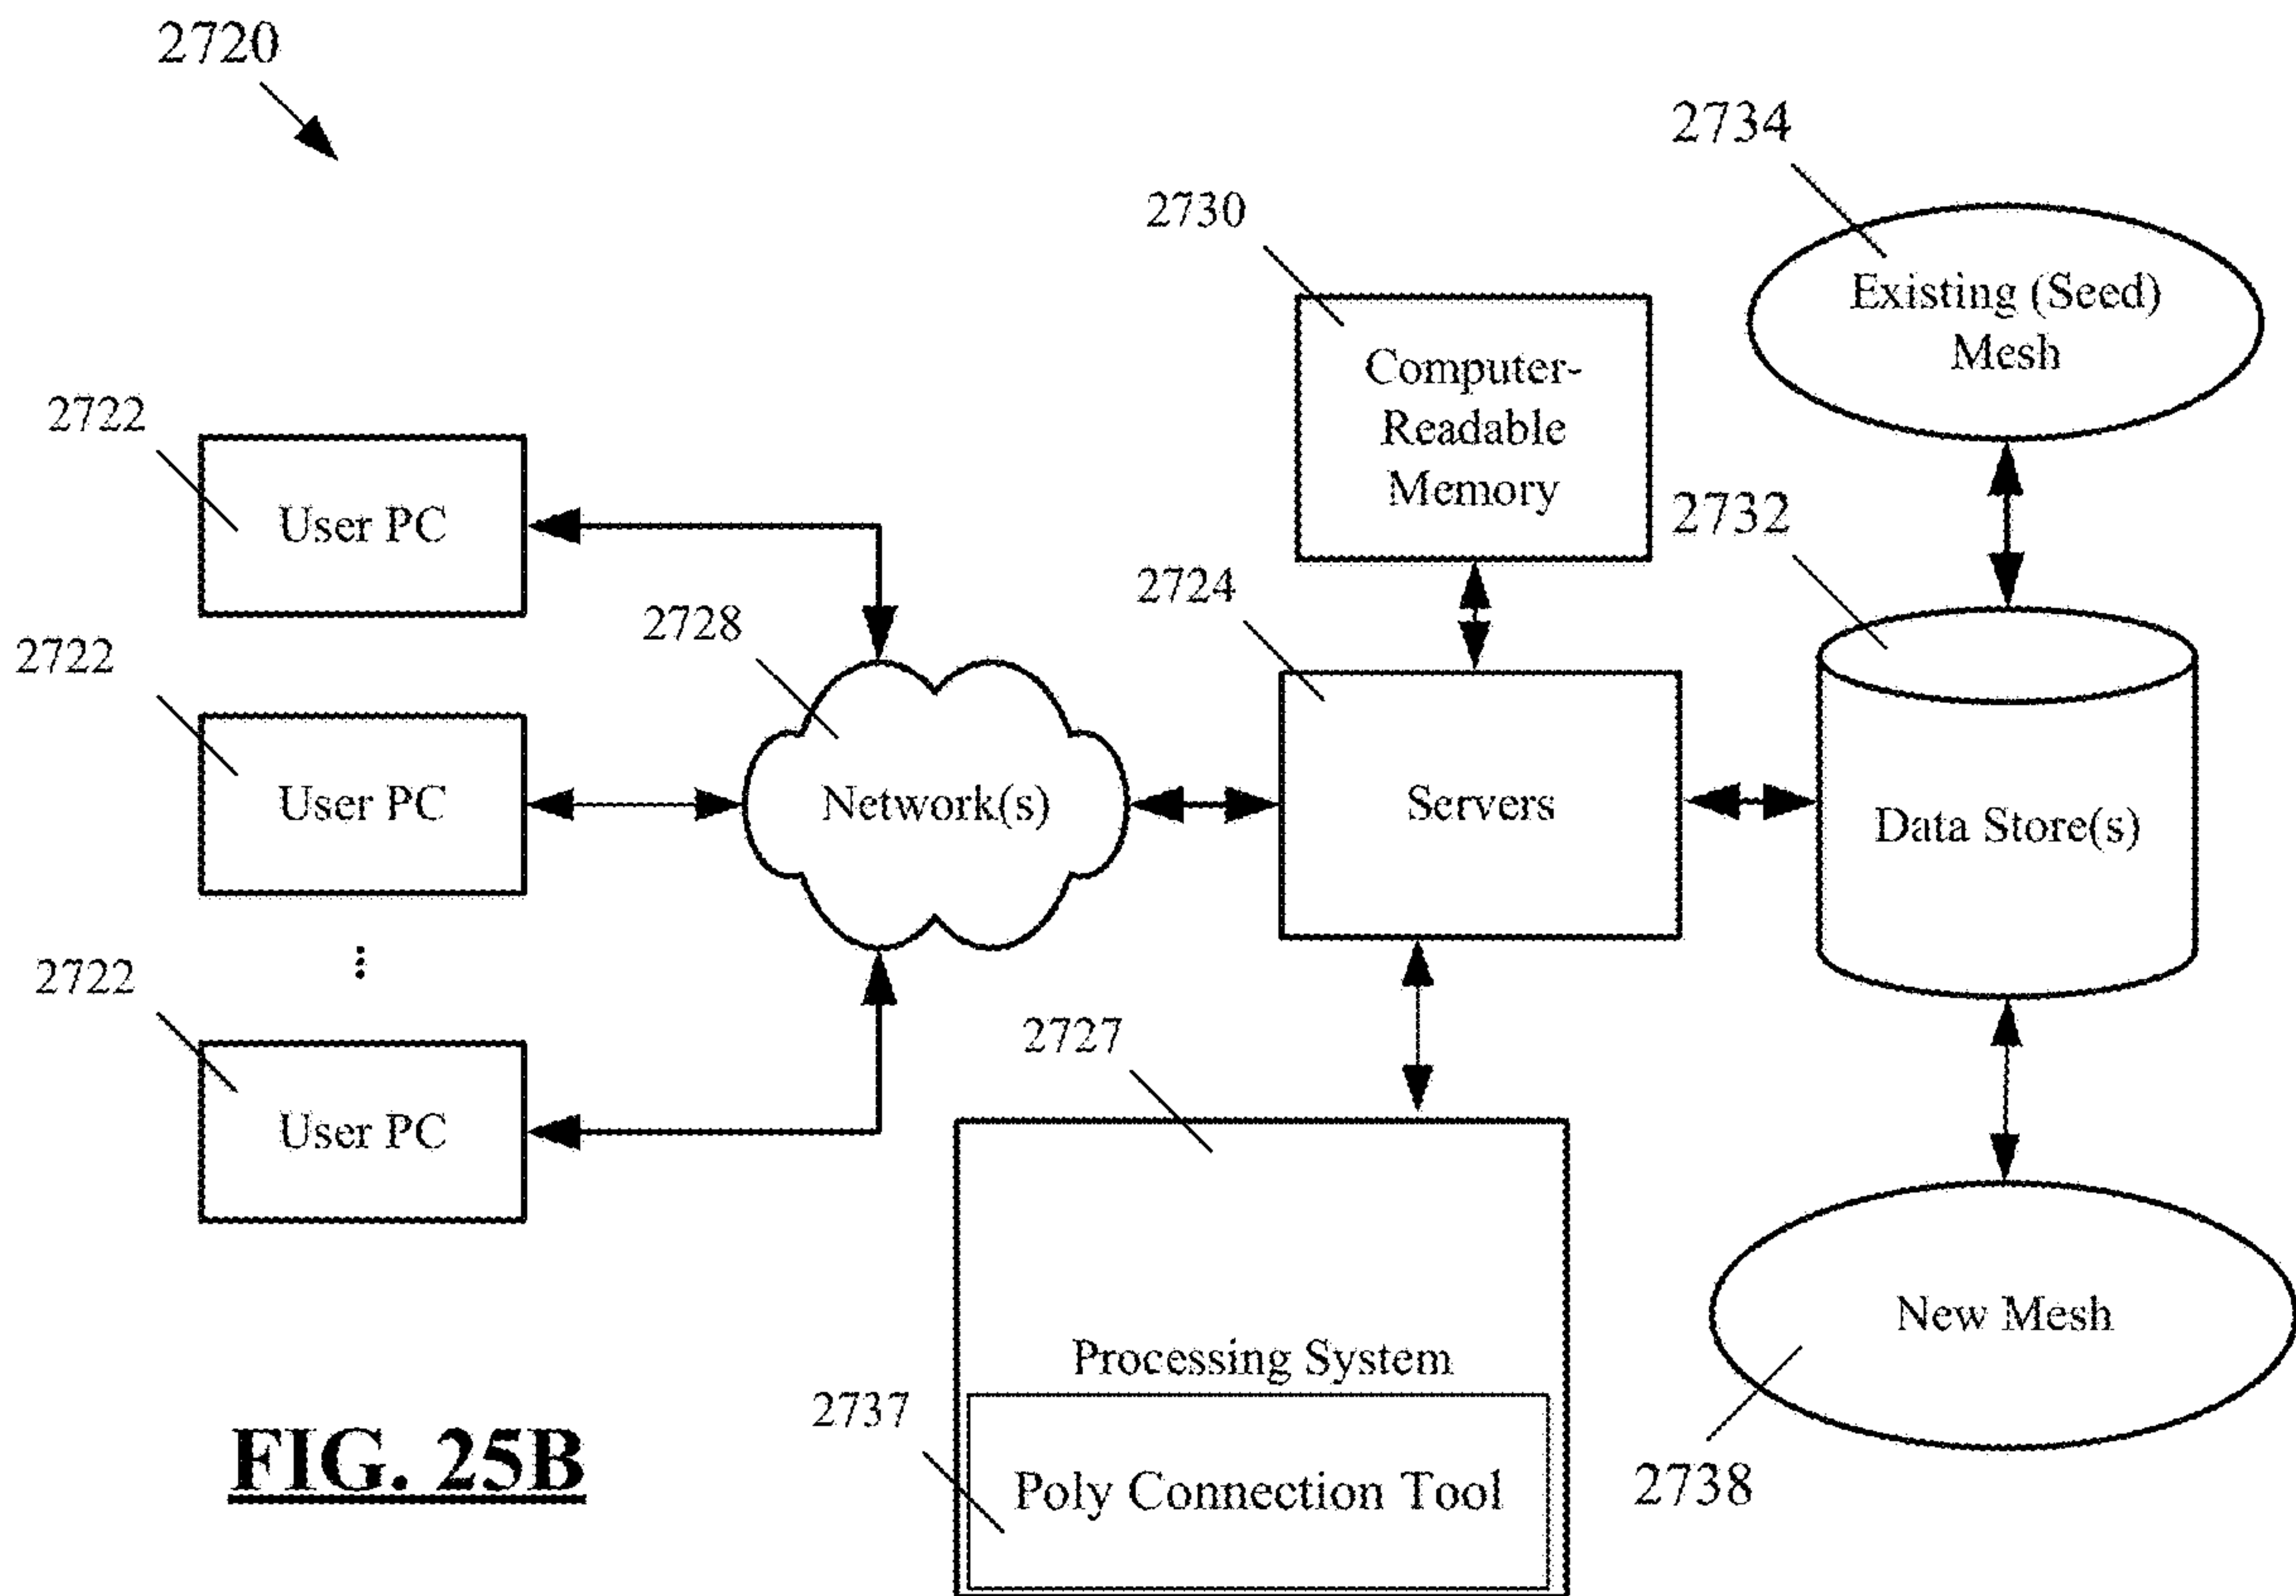 2720
2734
2730
Existing (Seed)
Mesh
Computer-
Readable
Memory
2722
User PC
2732
2724
2728
2722
User PC
Network(s)
Servers
Data Store(s)
...
2722
User PC
2727
New Mesh
Processing System
2737
Poly Connection Tool
2738
FIG. 25B